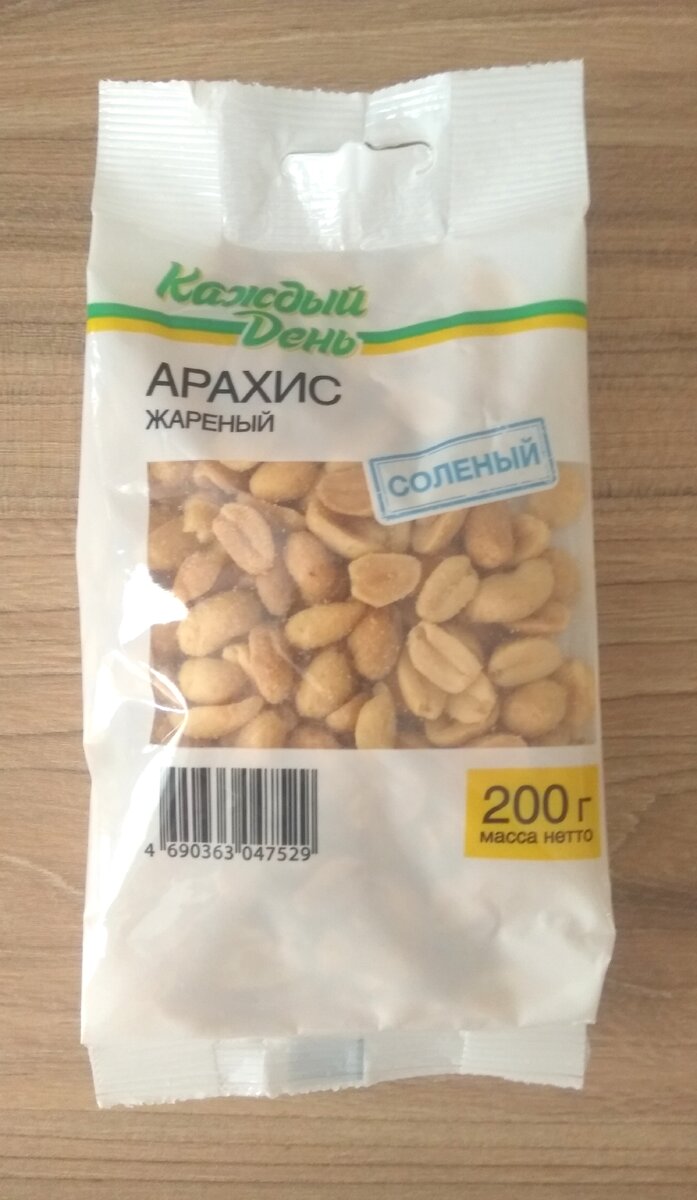 Каждый
День
АРАХИС
ЖАРЕНЫЙ
СОЛЕНЫЙ
4 690363 047529
200 г
масса нетто